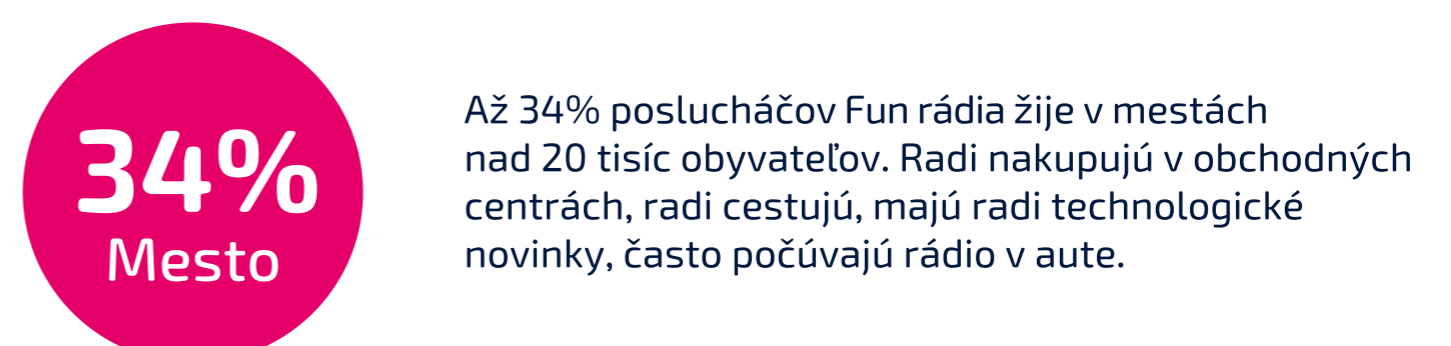 34%
Mesto
Až 34% poslucháčov Fun rádia žije v mestách
nad 20 tisíc obyvateľov. Radi nakupujú v obchodných
centrách, radi cestujú, majú radi technologické
novinky, často počúvajú rádio v aute.